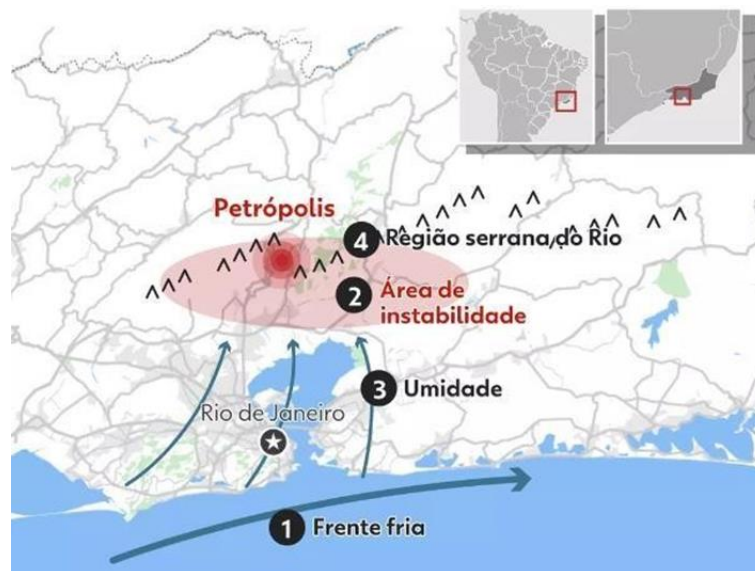 Petrópolis
4 Região serrana do Rio
2 Área de
instabilidade
3 Umidade
Rio de Janeiro
1 Frente fria